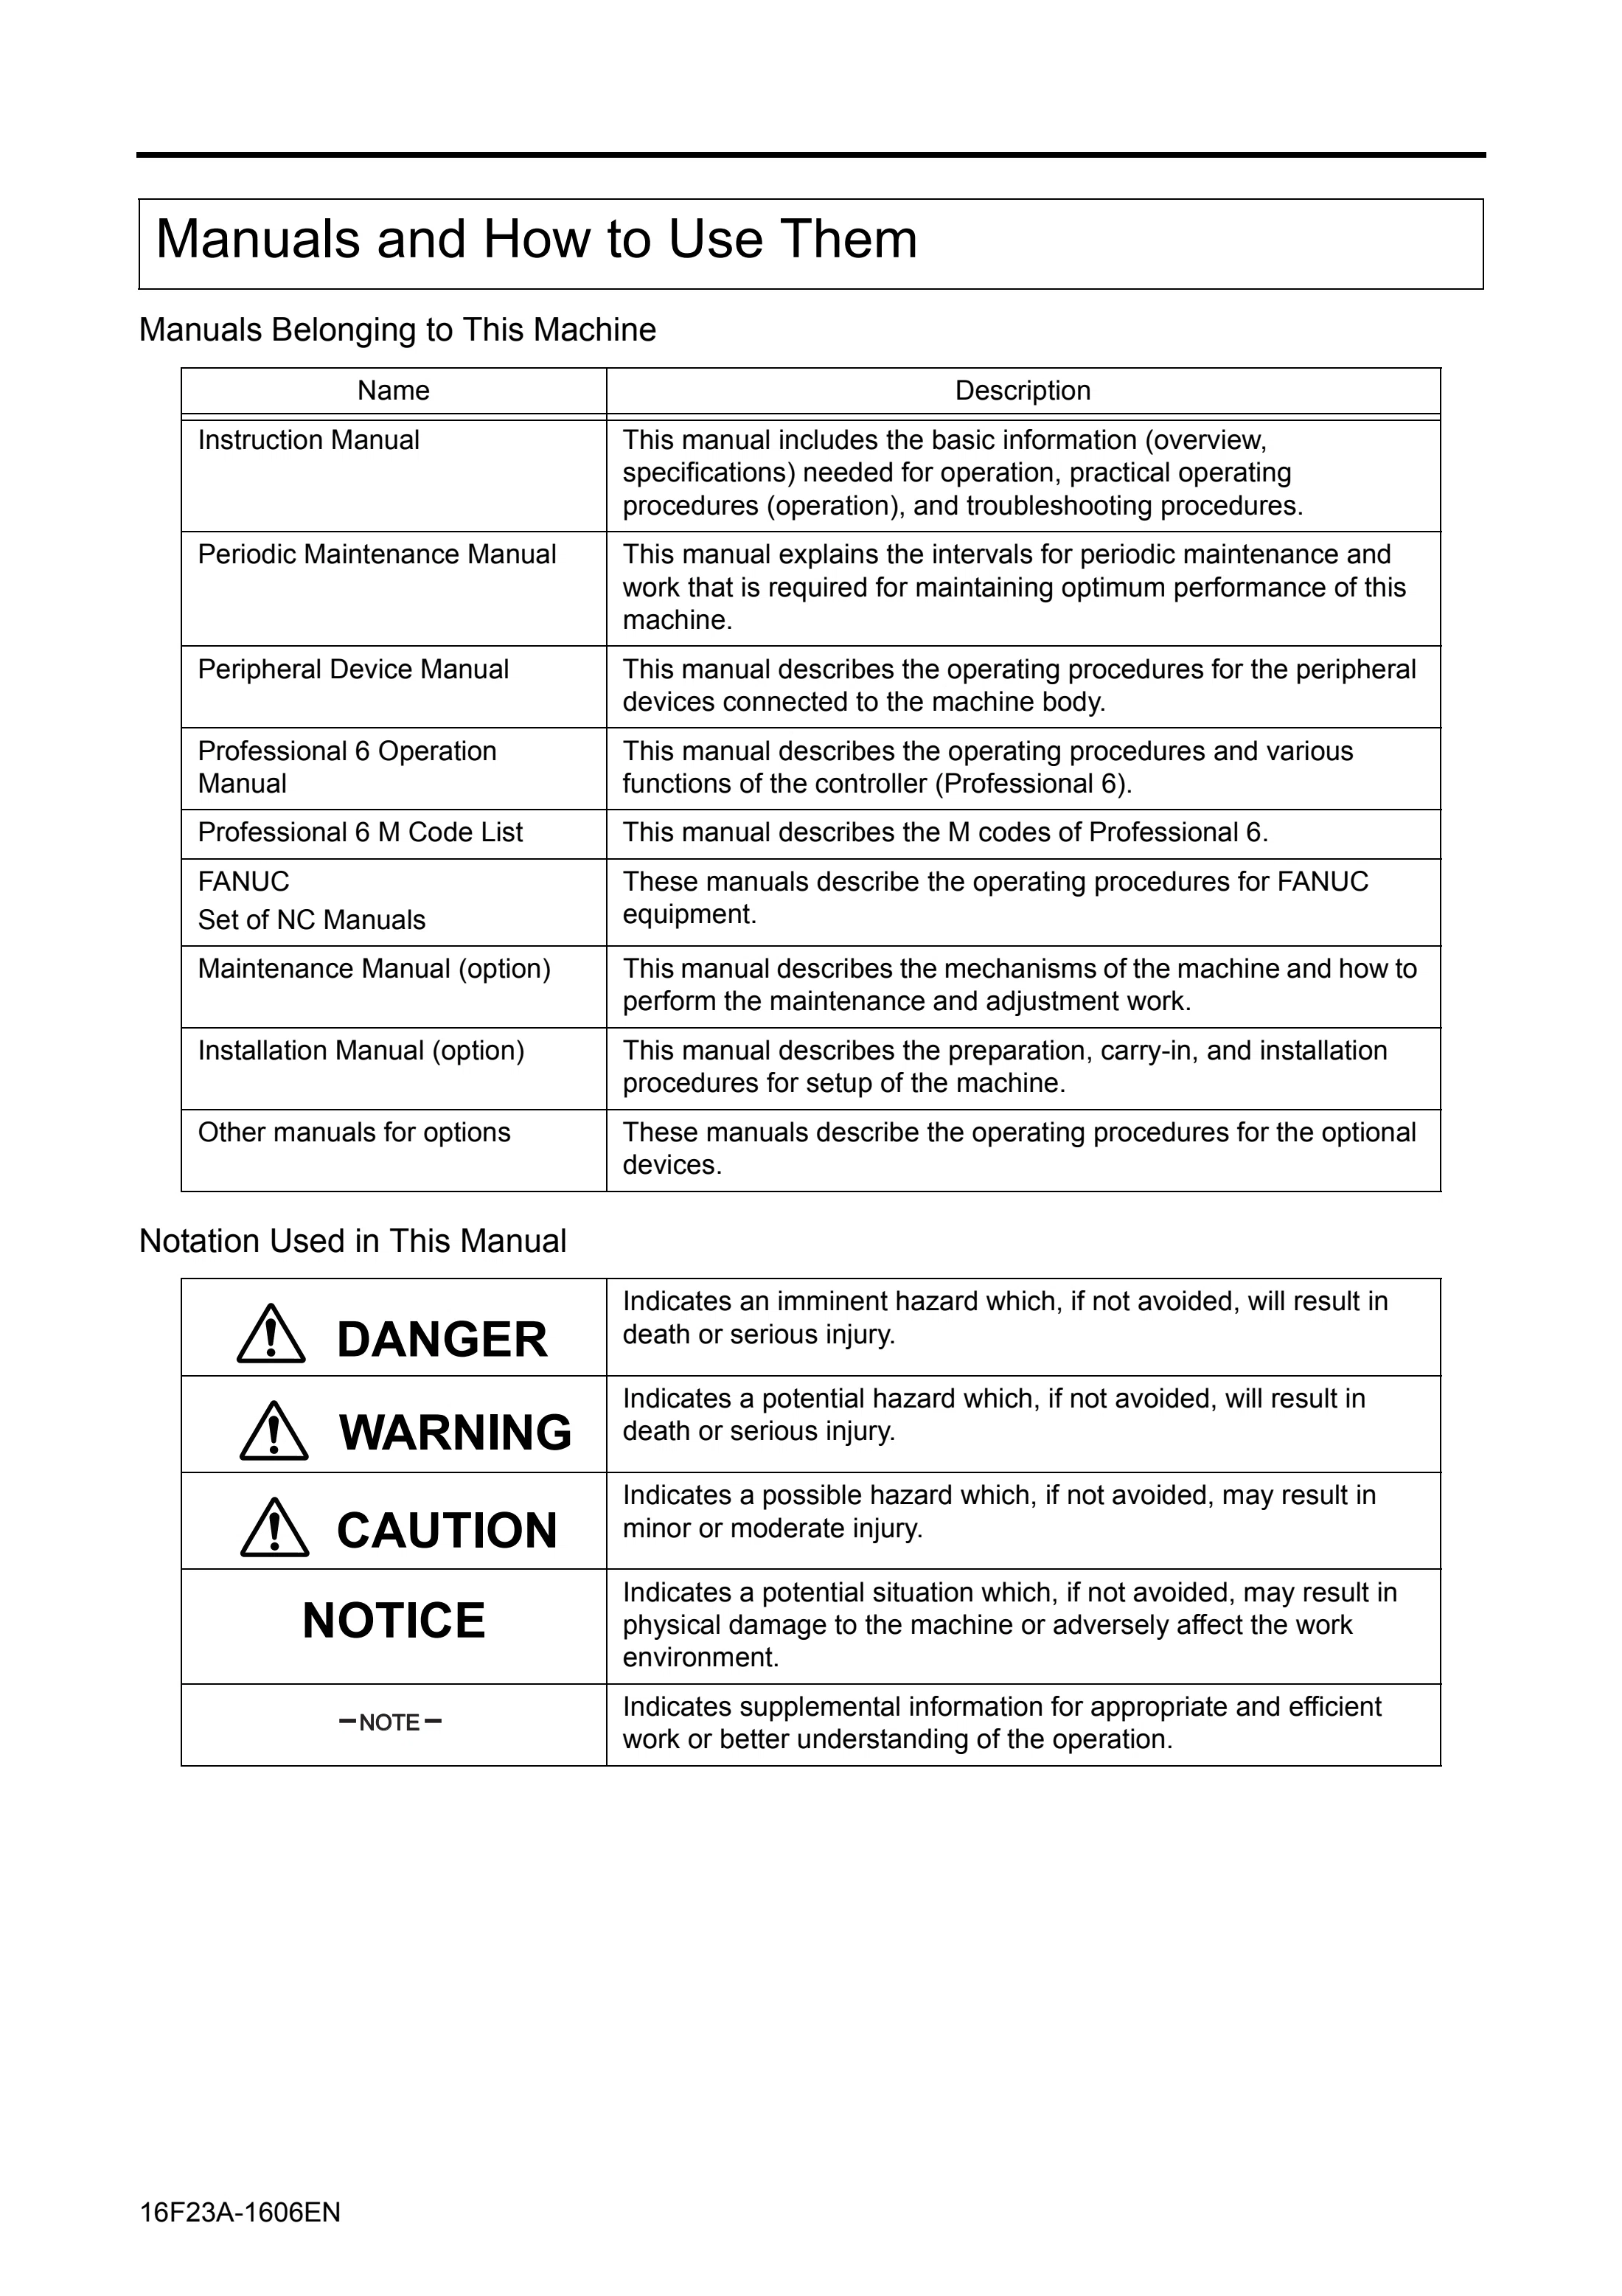 Manuals and How to Use Them
Manuals Belonging to This Machine
Name
Description
Instruction Manual
This manual includes the basic information (overview,
specifications) needed for operation, practical operating
procedures (operation), and troubleshooting procedures.
Periodic Maintenance Manual
This manual explains the intervals for periodic maintenance and
work that is required for maintaining optimum performance of this
machine.
Peripheral Device Manual
This manual describes the operating procedures for the peripheral
devices connected to the machine body.
Professional 6 Operation
Manual
This manual describes the operating procedures and various
functions of the controller (Professional 6).
Professional 6 M Code List
This manual describes the M codes of Professional 6.
FANUC
Set of NC Manuals
These manuals describe the operating procedures for FANUC
equipment.
Maintenance Manual (option)
This manual describes the mechanisms of the machine and how to
perform the maintenance and adjustment work.
Installation Manual (option)
This manual describes the preparation, carry-in, and installation
procedures for setup of the machine.
Other manuals for options
These manuals describe the operating procedures for the optional
devices.
Notation Used in This Manual
DANGER
Indicates an imminent hazard which, if not avoided, will result in
death or serious injury.
WARNING
Indicates a potential hazard which, if not avoided, will result in
death or serious injury.
CAUTION
Indicates a possible hazard which, if not avoided, may result in
minor or moderate injury.
NOTICE
Indicates a potential situation which, if not avoided, may result in
physical damage to the machine or adversely affect the work
environment.
NOTE
Indicates supplemental information for appropriate and efficient
work or better understanding of the operation.
16F23A-1606EN